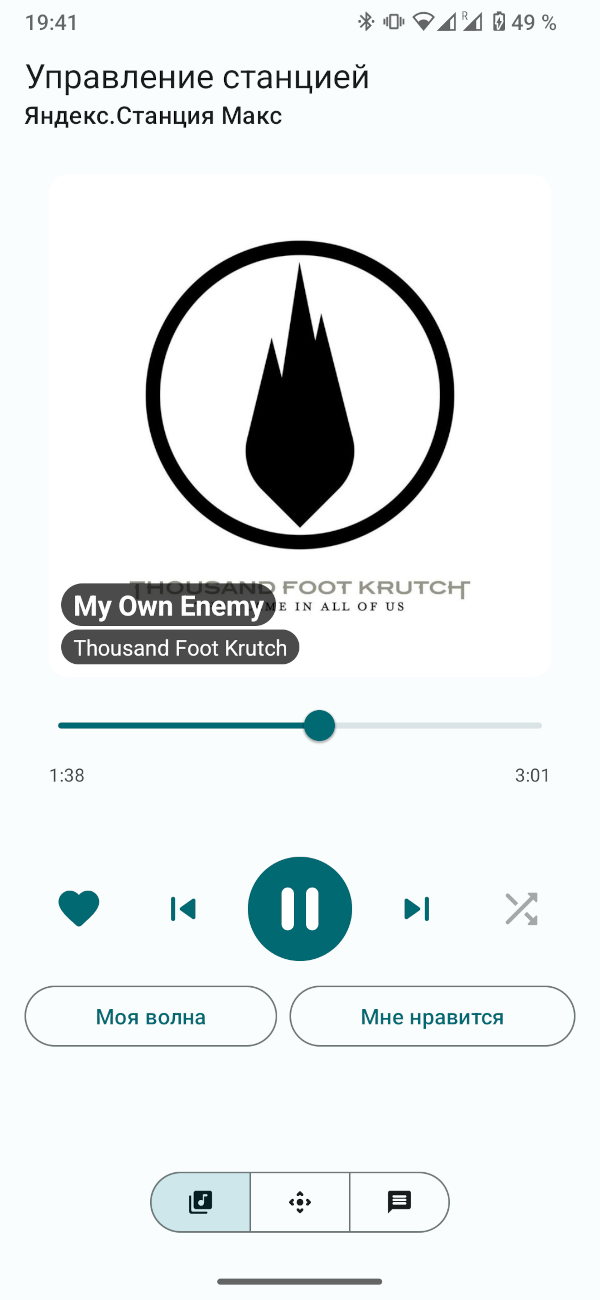 19:41
R
49 %
Управление станцией
Яндекс.Станция Макс
THOUSAND FOOT KRUTCH
ME IN ALL OF US
My Own Enemy
Thousand Foot Krutch
1:38
3:01
Моя волна
Мне нравится